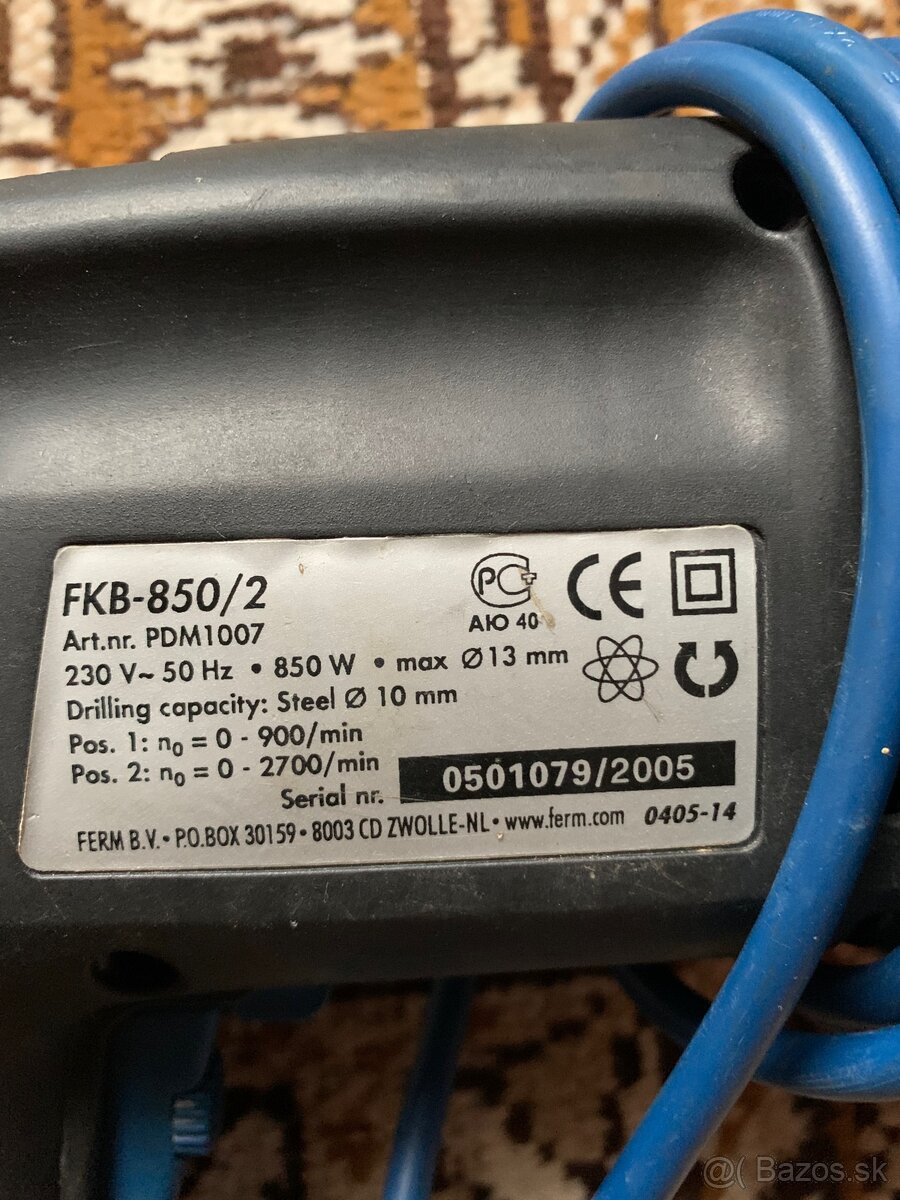 FKB-850/2
Art.nr. PDM1007
230 V~ 50 Hz • 850 W • max Ø 13 mm
Drilling capacity: Steel Ø 10 mm
Pos. 1: n0 = 0 - 900/min
Pos. 2: n0 = 0 - 2700/min
Serial nr. 0501079/2005
FERM B.V. • P.O.BOX 30159 • 8003 CD ZWOLLE-NL • www.ferm.com 0405-14
РСТ
АЮ 40
CE
@( Bazos.sk